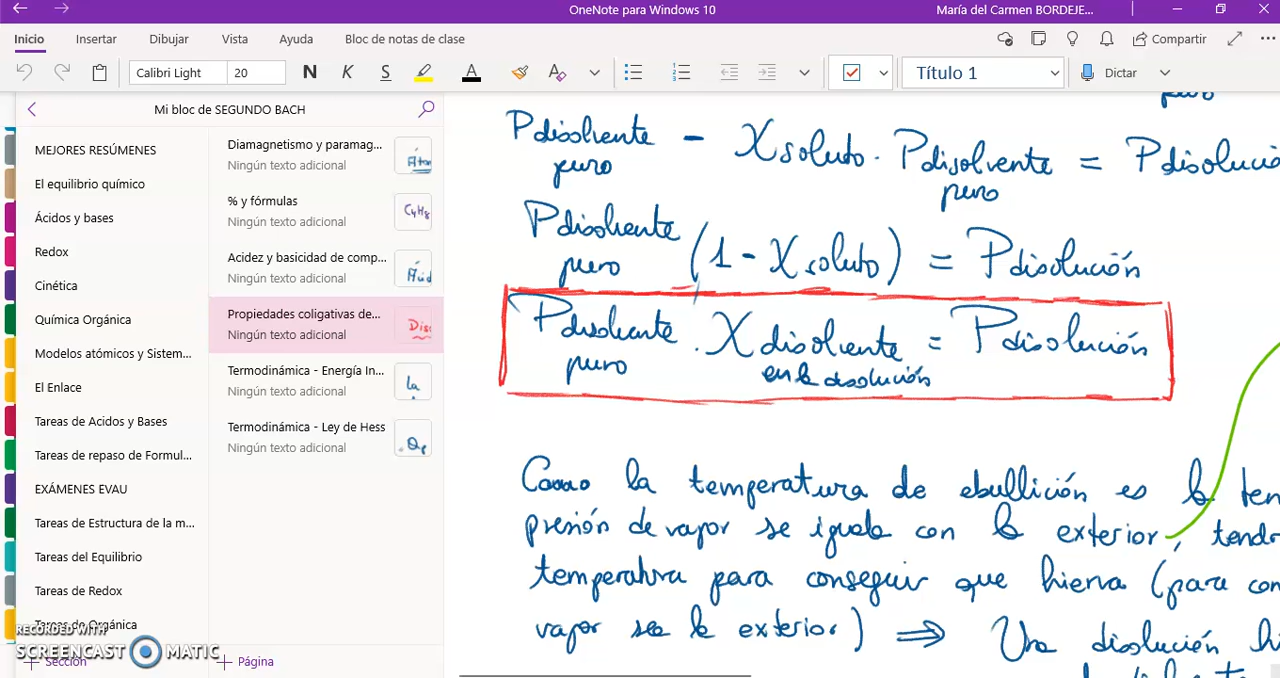 OneNote para Windows 10
María del Carmen BORDEJE...
Inicio Insertar Dibujar Vista Ayuda Bloc de notas de clase Compartir
Calibri Light 20 N K S A Título 1 Dictar
Mi bloc de SEGUNDO BACH
MEJORES RESÚMENES
El equilibrio químico
Ácidos y bases
Redox
Cinética
Química Orgánica
Modelos atómicos y Sistem...
El Enlace
Tareas de Acidos y Bases
Tareas de repaso de Formul...
EXÁMENES EVAU
Tareas de Estructura de la m...
Tareas del Equilibrio
Tareas de Redox
Tareas de Orgánica
Sección
RECORDED WITH
SCREENCAST MATIC
Diamagnetismo y paramag...
Ningún texto adicional
% y fórmulas
Ningún texto adicional
C4H8
Acidez y basicidad de comp...
Ningún texto adicional
Propiedades coligativas de...
Ningún texto adicional
Termodinámica - Energía In...
Ningún texto adicional
Termodinámica - Ley de Hess
Ningún texto adicional
Página
puro
Pdisolvente - Xsoluto . Pdisolvente = Pdisolució
puro puro
Pdisolvente (1 - Xsoluto) = Pdisolución
puro
Pdisolvente . Xdisolvente = Pdisolución
puro en la disolución
Como la temperatura de ebullición es la ten
presión de vapor se iguala con la exterior, tendr
temperatura para conseguir que hierva (para con
vapor sea la exterior) ⇒ Una disolución hi